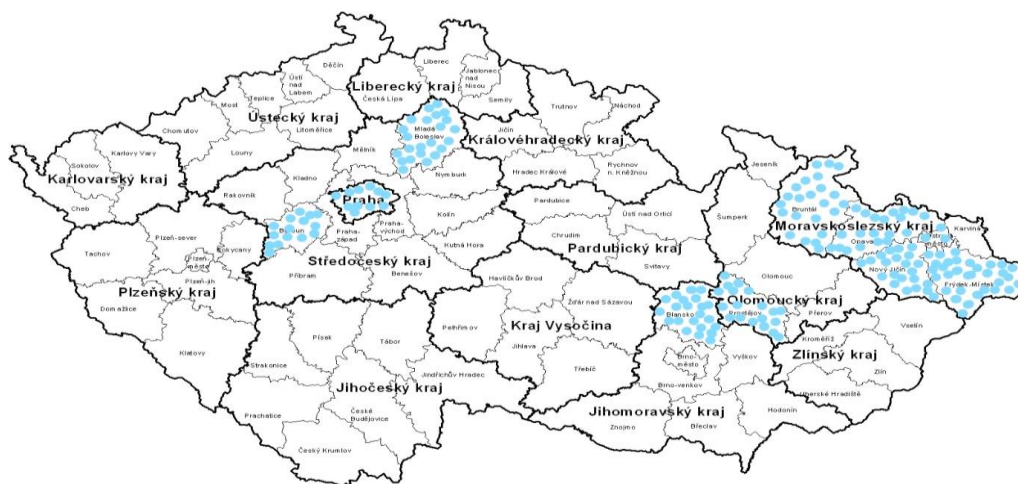 Děčín
Liberec
Ústí
nad
Labem
Jablonec
nad
Nisou
Liberecký kraj
Teplice
Most
Česká Lípa
Semily
Trutnov
Náchod
Ústecký kraj
Chomutov
Litoměřice
Mladá
Boleslav
Jičín
Královéhradecký kraj
Louny
Mělník
Karlovy Vary
Sokolov
Karlovarský kraj
Cheb
Kladno
Rakovník
Nymburk
Hradec Králové
Rychnov
n. Kněžnou
Jeseník
Praha
Pardubice
Bruntál
Kolín
Ústí nad Orlicí
Šumperk
Moravskoslezský kraj
Karviná
Praha-
západ
Praha-
východ
Chrudim
Opava
Plzeň-sever
Kutná Hora
Pardubický kraj
Tachov
Středočeský kraj
Svitavy
Olomouc
Nový Jičín
Frýdek-Místek
Příbram
Benešov
Havlíčkův Brod
Plzeňský kraj
Domažlice
Žďár nad Sázavou
Olomoucký kraj
Blansko
Prostějov
Přerov
Písek
Tábor
Pelhřimov
Kraj Vysočina
Vsetín
Klatovy
Jihlava
Kroměříž
Strakonice
Brno-
město
Vyškov
Zlínský kraj
Třebíč
Zlín
Jindřichův Hradec
Jihočeský kraj
Brno-venkov
Uherské Hradiště
Prachatice
České
Budějovice
Jihomoravský kraj
Hodonín
Znojmo
Břeclav
Český Krumlov